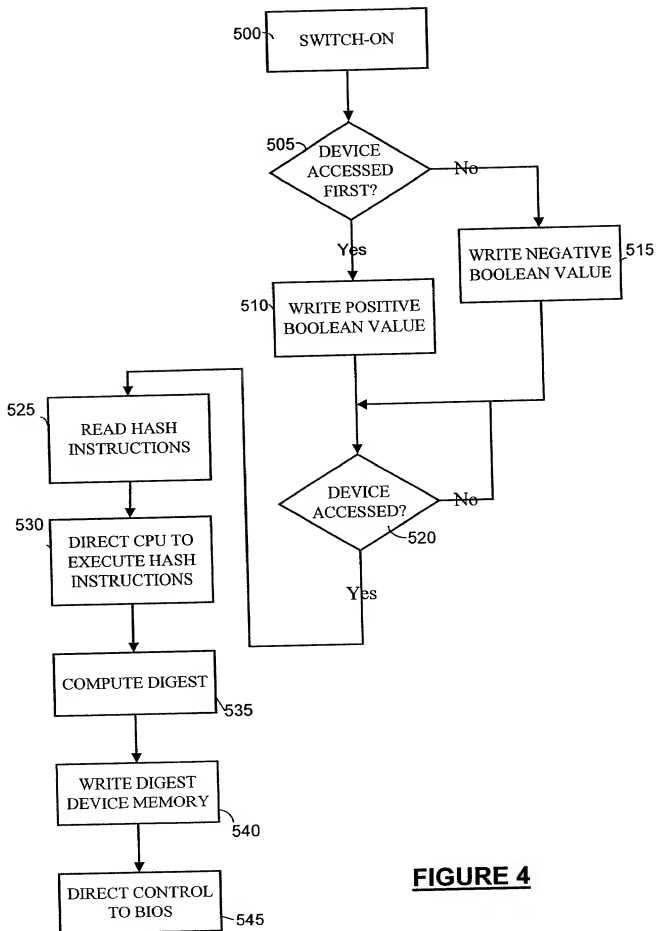 500
SWITCH-ON
505
DEVICE
ACCESSED
FIRST?
No
Yes
515
WRITE NEGATIVE
BOOLEAN VALUE
510
WRITE POSITIVE
BOOLEAN VALUE
520
DEVICE
ACCESSED?
No
Yes
525
READ HASH
INSTRUCTIONS
530
DIRECT CPU TO
EXECUTE HASH
INSTRUCTIONS
COMPUTE DIGEST
535
WRITE DIGEST
DEVICE MEMORY
540
DIRECT CONTROL
TO BIOS
545
FIGURE 4